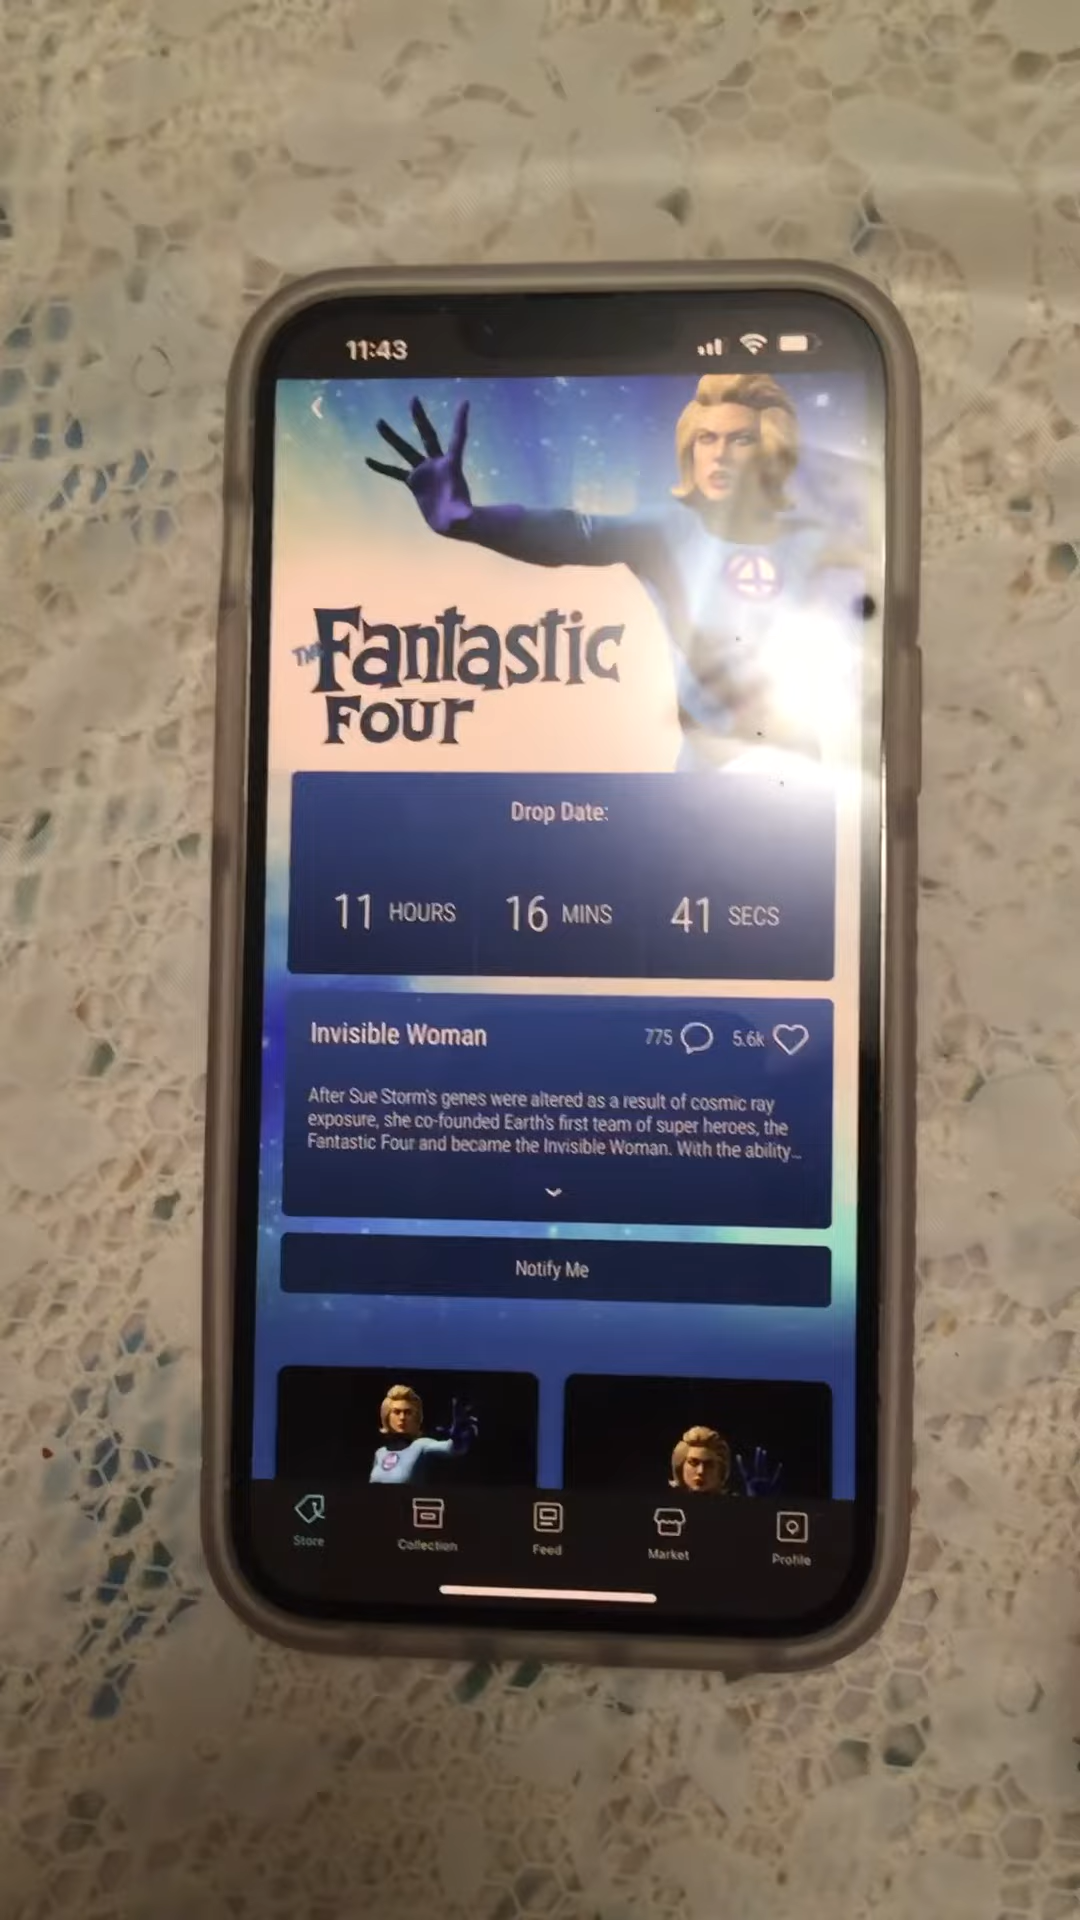 11:43
THE Fantastic
Four
Drop Date:
11 HOURS 16 MINS 41 SECS
Invisible Woman 775 5.6k
After Sue Storm's genes were altered as a result of cosmic ray
exposure, she co-founded Earth's first team of super heroes, the
Fantastic Four and became the Invisible Woman. With the ability...
Notify Me
Store Collection Feed Market Profile